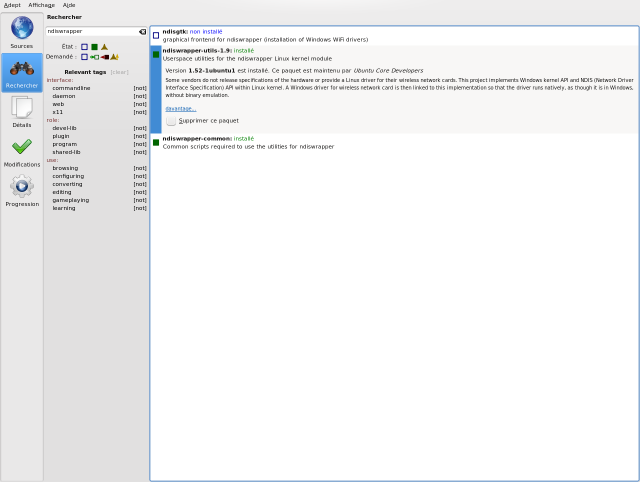 Adept Affichage Aide
Sources
Rechercher
Détails
Modifications
Progression
Rechercher
ndiswrapper
État :
Demandé :
Relevant tags [clear]
interface:
commandline [not]
daemon [not]
web [not]
x11 [not]
role:
devel-lib [not]
plugin [not]
program [not]
shared-lib [not]
use:
browsing [not]
configuring [not]
converting [not]
editing [not]
gameplaying [not]
learning [not]
ndisgtk: non installé
graphical frontend for ndiswrapper (installation of Windows WiFi drivers)
ndiswrapper-utils-1.9: installé
Userspace utilities for the ndiswrapper Linux kernel module
Version 1.52-1ubuntu1 est installé. Ce paquet est maintenu par Ubuntu Core Developers
Some vendors do not release specifications of the hardware or provide a Linux driver for their wireless network cards. This project implements Windows kernel API and NDIS (Network Driver
Interface Specification) API within Linux kernel. A Windows driver for wireless network card is then linked to this implementation so that the driver runs natively, as though it is in Windows,
without binary emulation.
davantage...
Supprimer ce paquet
ndiswrapper-common: installé
Common scripts required to use the utilities for ndiswrapper